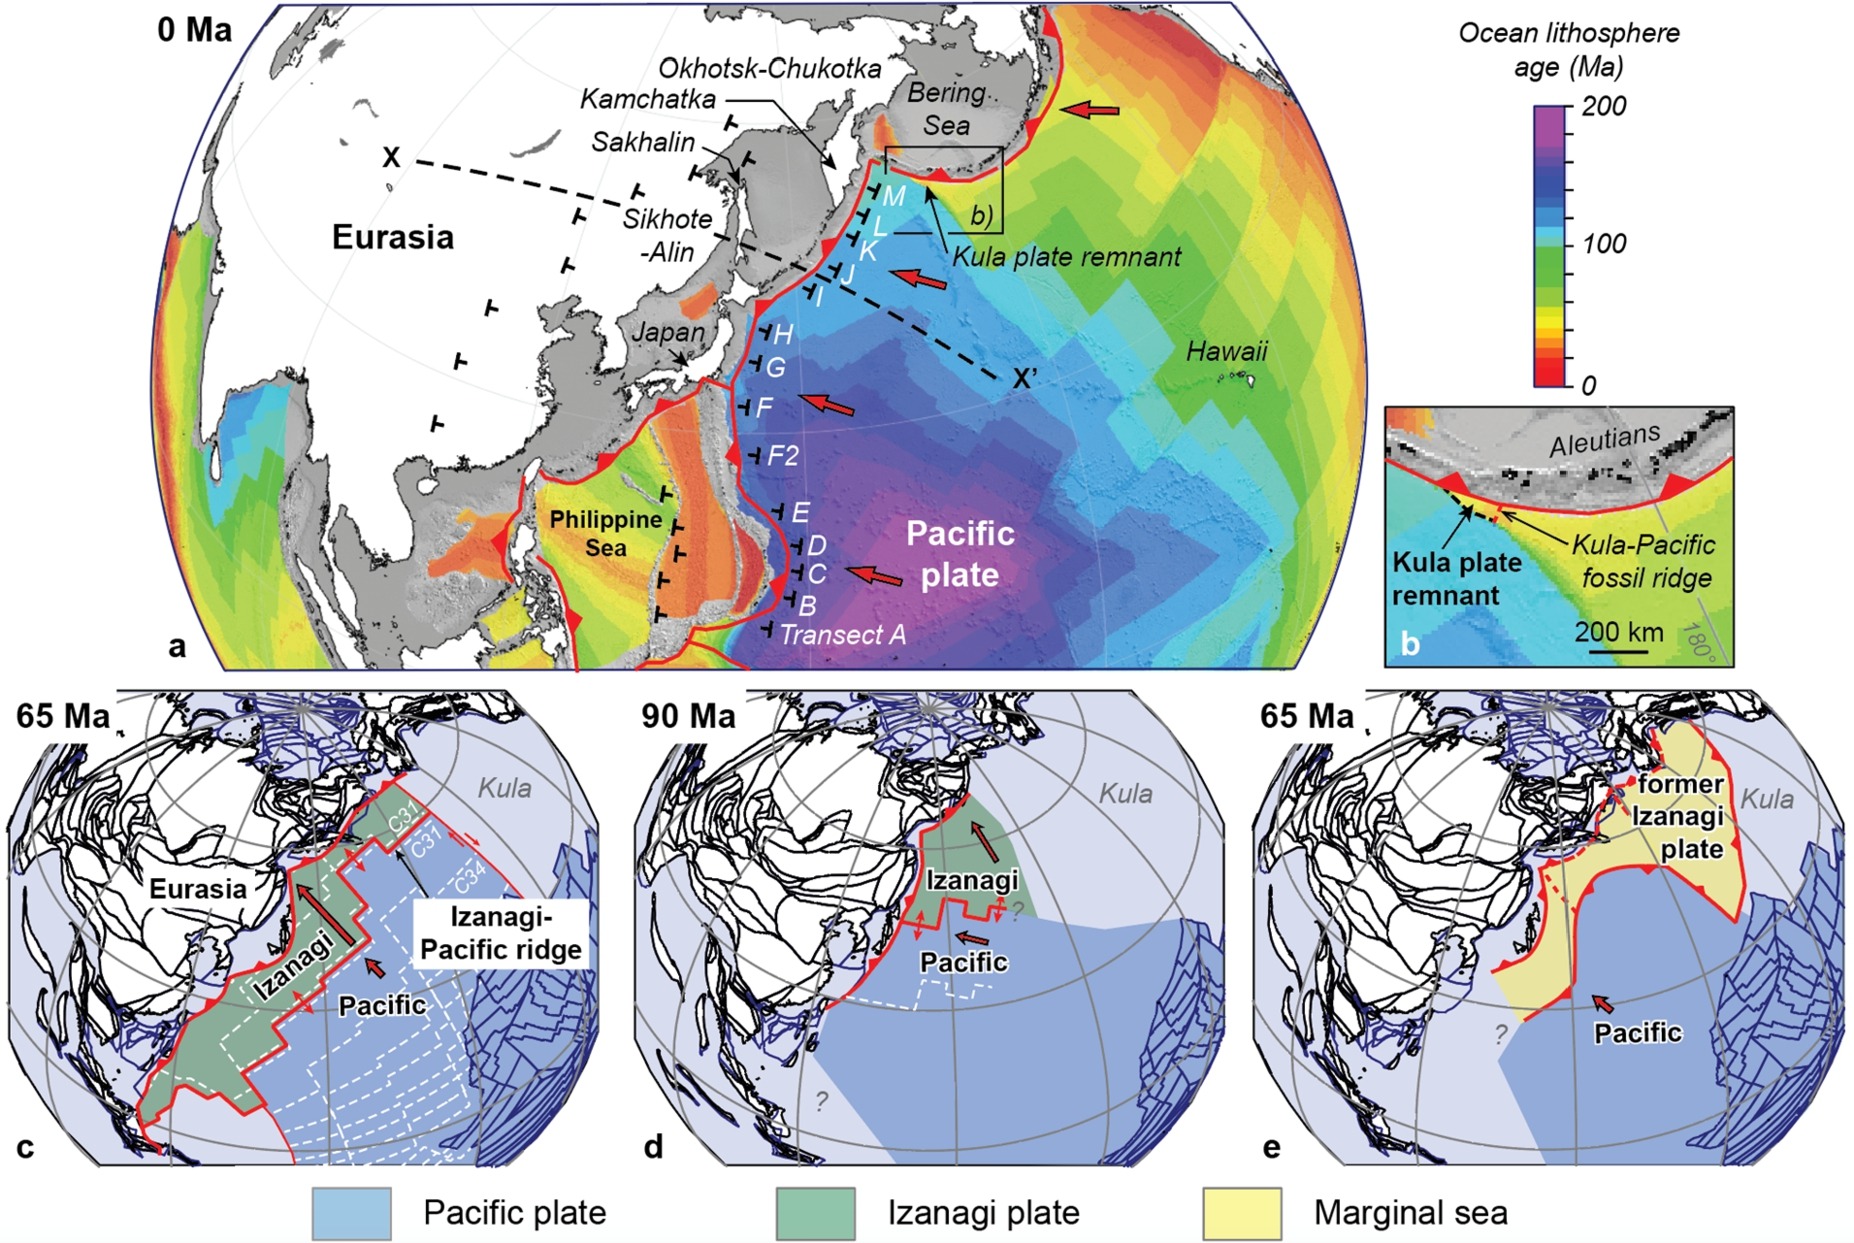 0 Ma
Okhotsk-Chukotka
Kamchatka
Sakhalin
Bering
Sea
X
Eurasia
Sikhote
-Alin
M
L
K
J
I
b)
Kula plate remnant
Japan
H
G
F
F2
E
D
C
B
Transect A
X'
Hawaii
Philippine
Sea
Pacific
plate
a
Ocean lithosphere
age (Ma)
200
100
0
Aleutians
Kula plate
remnant
Kula-Pacific
fossil ridge
200 km
180°
b
65 Ma
Kula
C31
C31
C34
Eurasia
Izanagi
Izanagi-
Pacific ridge
Pacific
c
90 Ma
Kula
Izanagi
?
Pacific
?
d
65 Ma
former
Izanagi
plate
Kula
?
Pacific
e
Pacific plate
Izanagi plate
Marginal sea